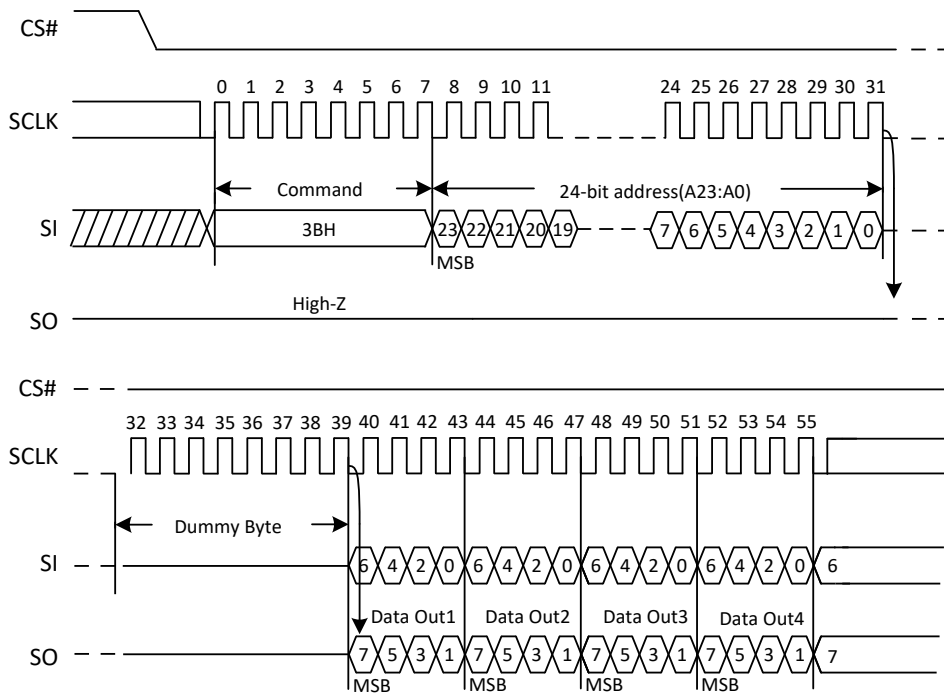 CS#
0 1 2 3 4 5 6 7 8 9 10 11 24 25 26 27 28 29 30 31
SCLK
Command 24-bit address(A23:A0)
SI 3BH 23 22 21 20 19 7 6 5 4 3 2 1 0
MSB
High-Z
SO
CS#
32 33 34 35 36 37 38 39 40 41 42 43 44 45 46 47 48 49 50 51 52 53 54 55
SCLK
Dummy Byte
SI 6 4 2 0 6 4 2 0 6 4 2 0 6 4 2 0 6
Data Out1 Data Out2 Data Out3 Data Out4
SO 7 5 3 1 7 5 3 1 7 5 3 1 7 5 3 1 7
MSB MSB MSB MSB